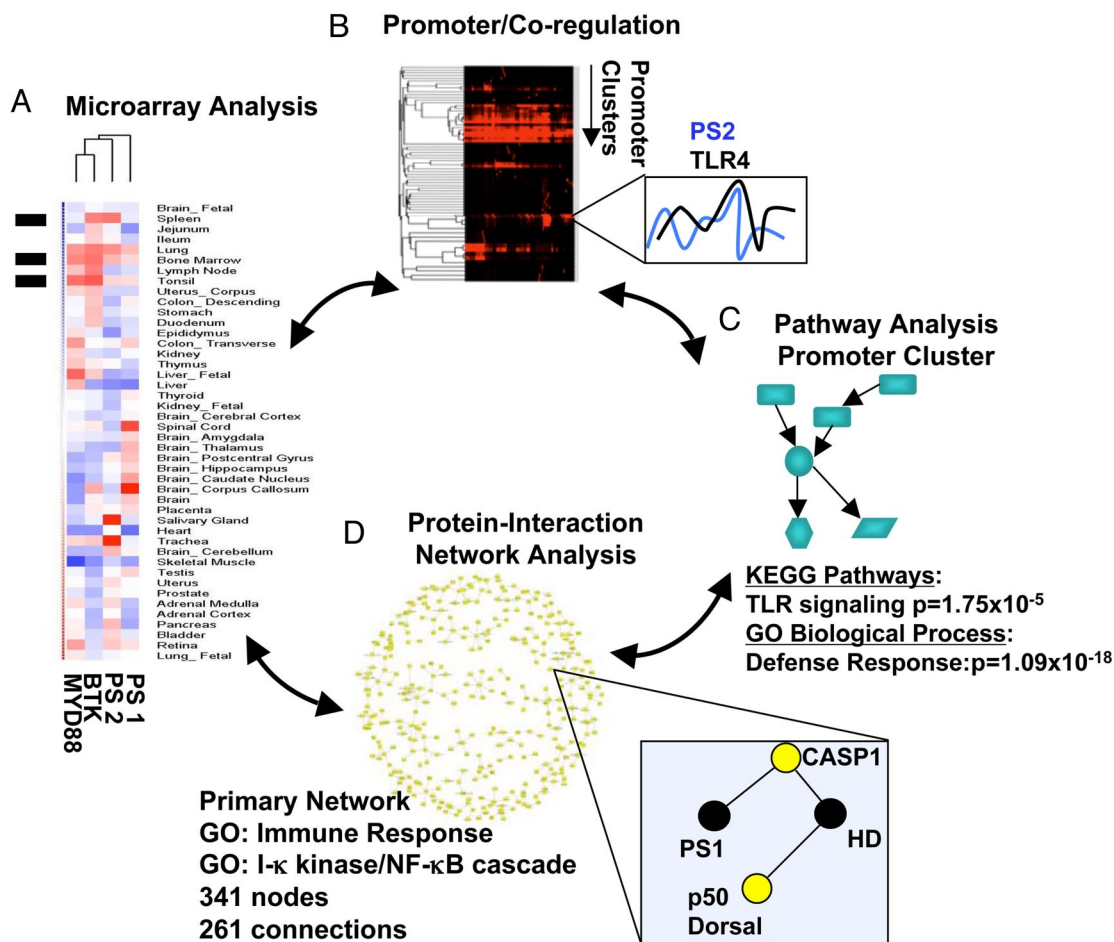 A
Microarray Analysis
Brain_ Fetal
Spleen
Jejunum
Ileum
Lung
Bone Marrow
Lymph Node
Tonsil
Uterus_ Corpus
Colon_ Descending
Stomach
Duodenum
Epididymus
Colon_ Transverse
Kidney
Thymus
Liver_ Fetal
Liver
Thyroid
Kidney_ Fetal
Brain_ Cerebral Cortex
Spinal Cord
Brain_ Amygdala
Brain_ Thalamus
Brain_ Postcentral Gyrus
Brain_ Hippocampus
Brain_ Caudate Nucleus
Brain_ Corpus Callosum
Brain
Placenta
Salivary Gland
Heart
Trachea
Brain_ Cerebellum
Skeletal Muscle
Testis
Uterus
Prostate
Adrenal Medulla
Adrenal Cortex
Pancreas
Bladder
Retina
Lung_ Fetal
MYD88
BTK
PS 2
PS 1
B
Promoter/Co-regulation
Promoter
Clusters
PS2
TLR4
C
Pathway Analysis
Promoter Cluster
KEGG Pathways:
TLR signaling p=1.75x10-5
GO Biological Process:
Defense Response:p=1.09x10-18
D
Protein-Interaction
Network Analysis
Primary Network
GO: Immune Response
GO: I-κ kinase/NF-κB cascade
341 nodes
261 connections
CASP1
PS1
HD
p50
Dorsal